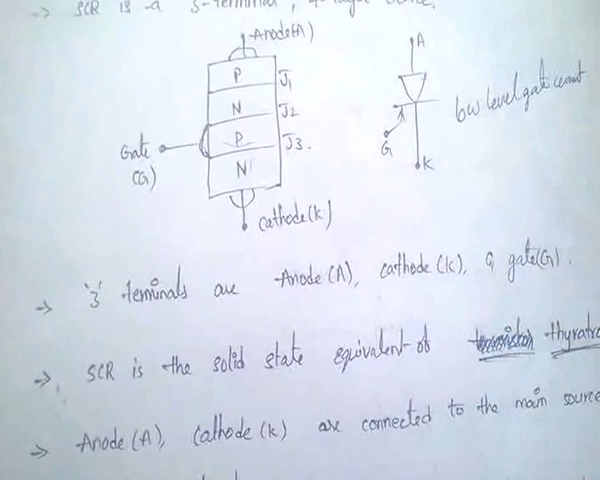 → SCR is a 3-terminal, 4-layer device.
Anode(A)
A
P J1
N J2
P J3.
N
Gate
(G)
low level gate current
G
K
cathode(k)
→ '3' terminals are Anode(A), cathode(k), G gate(G).
→ SCR is the solid state equivalent of thyratro
→ Anode(A), Cathode(k) are connected to the main source